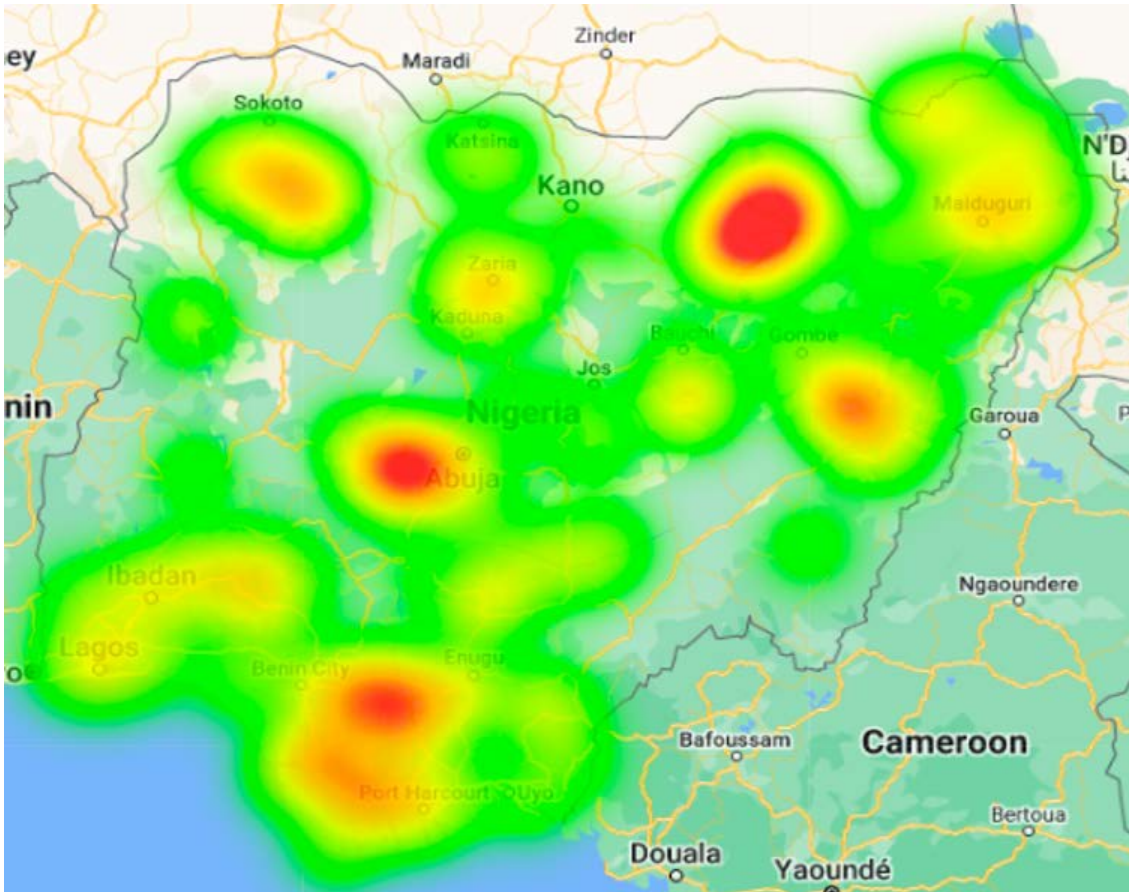 ey
Zinder
Maradi
Sokoto
Katsina
N'D
Kano
Maiduguri
Zaria
Kaduna
Bauchi
Gombe
Jos
Nigeria
nin
Garoua
P
Abuja
Ibadan
Ngaoundere
Lagos
Enugu
Benin City
Bafoussam
Cameroon
Port Harcourt
Uyo
Bertoua
Douala
Yaoundé